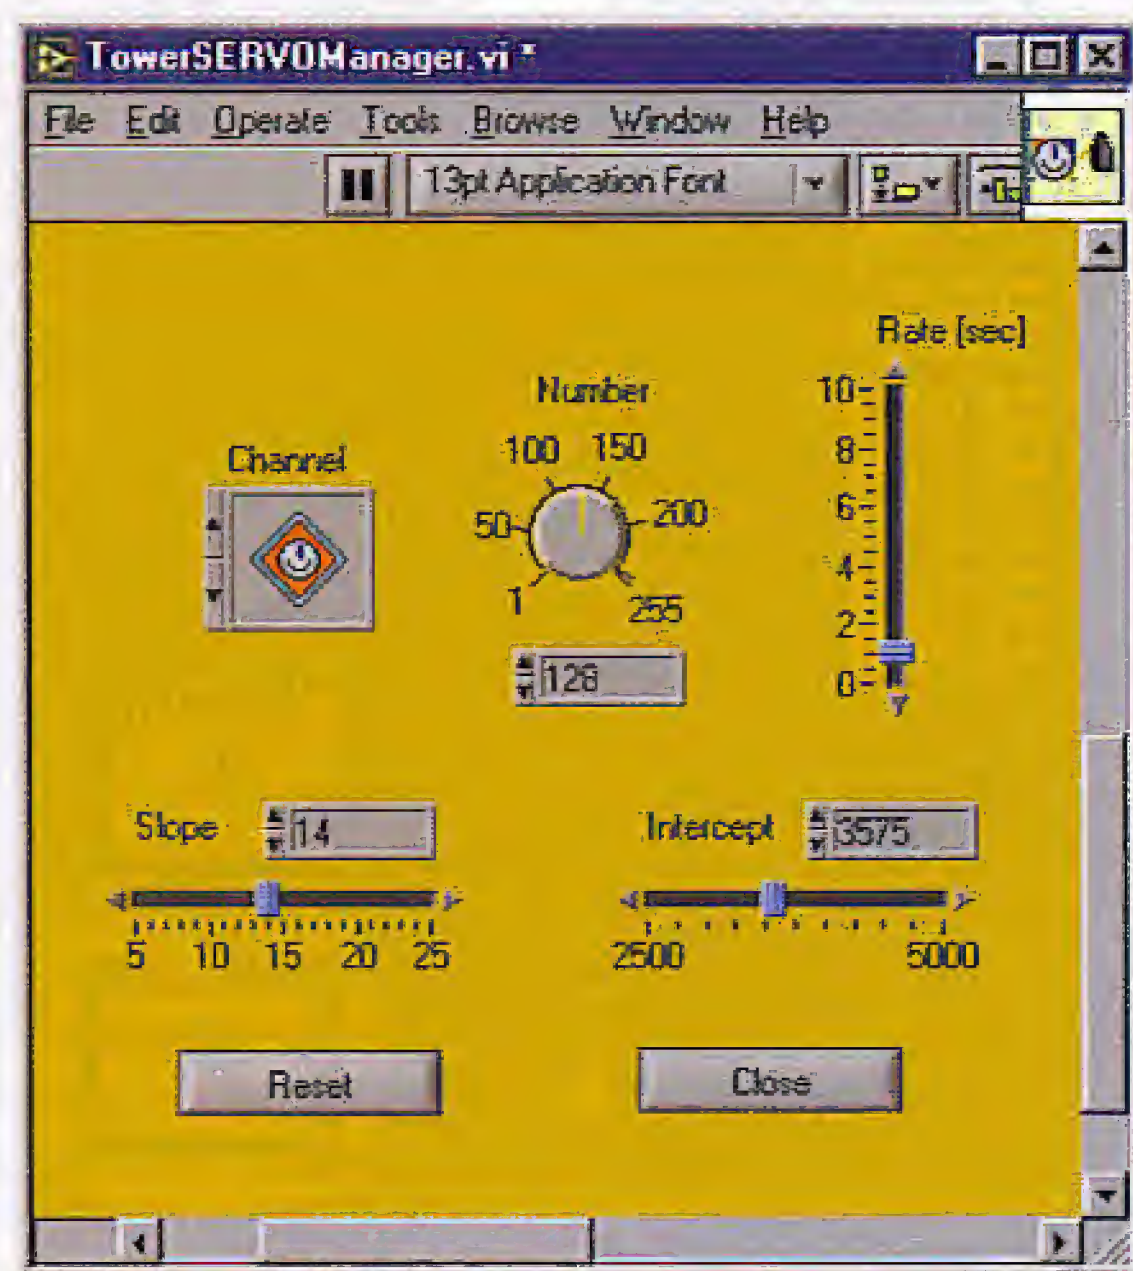 TowerSERVOManager.vi *
File Edit Operate Tools Browse Window Help
13pt Application Font
Rate [sec]
Number
Channel
10
8
6
4
2
0
100 150
50 200
1 255
128
Slope 14
Intercept 3575
5 10 15 20 25
2500 5000
Reset
Close